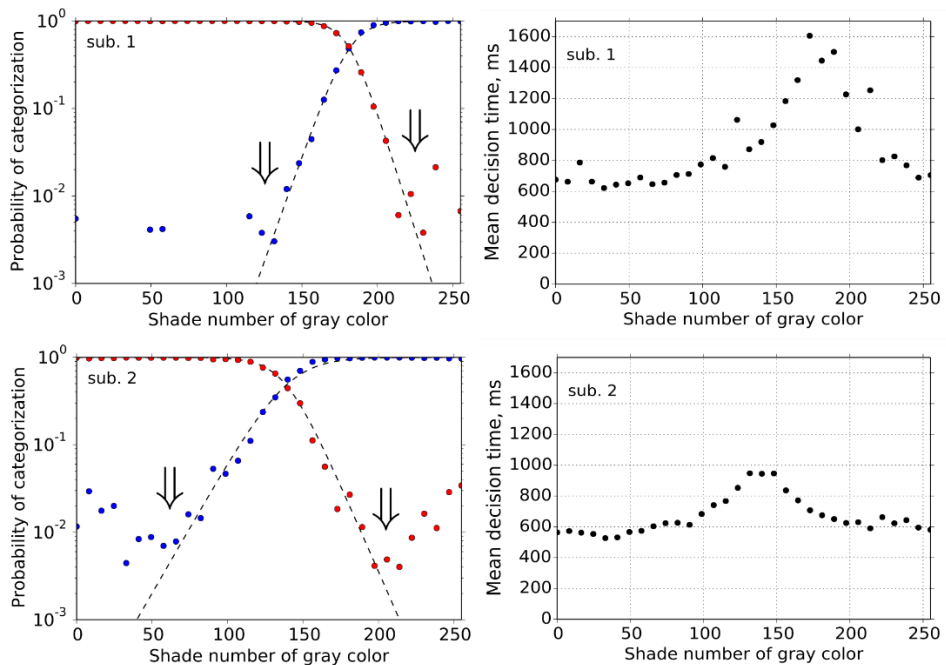 sub. 1
Probability of categorization
10^0
10^-1
10^-2
10^-3
0 50 100 150 200 250
Shade number of gray color
sub. 1
Mean decision time, ms
1600
1400
1200
1000
800
600
400
200
0
0 50 100 150 200 250
Shade number of gray color
sub. 2
Probability of categorization
10^0
10^-1
10^-2
10^-3
0 50 100 150 200 250
Shade number of gray color
sub. 2
Mean decision time, ms
1600
1400
1200
1000
800
600
400
200
0
0 50 100 150 200 250
Shade number of gray color